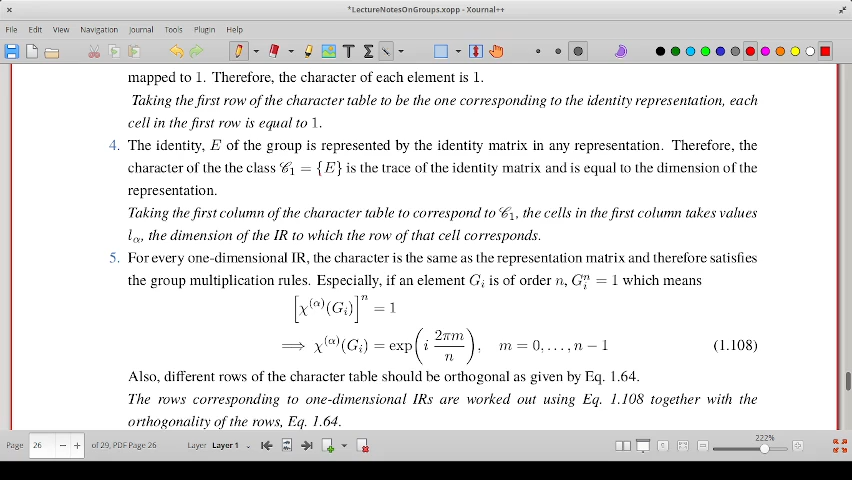 *LectureNotesOnGroups.xopp - Xournal++
File Edit View Navigation Journal Tools Plugin Help
mapped to 1. Therefore, the character of each element is 1.
Taking the first row of the character table to be the one corresponding to the identity representation, each
cell in the first row is equal to 1.
4. The identity, E of the group is represented by the identity matrix in any representation. Therefore, the
character of the the class 𝒞₁ = {E} is the trace of the identity matrix and is equal to the dimension of the
representation.
Taking the first column of the character table to correspond to 𝒞₁, the cells in the first column takes values
l_α, the dimension of the IR to which the row of that cell corresponds.
5. For every one-dimensional IR, the character is the same as the representation matrix and therefore satisfies
the group multiplication rules. Especially, if an element G_i is of order n, G_i^n = 1 which means
[χ^(α)(G_i)]^n = 1
⟹ χ^(α)(G_i) = exp(i 2πm/n), m = 0, …, n − 1 (1.108)
Also, different rows of the character table should be orthogonal as given by Eq. 1.64.
The rows corresponding to one-dimensional IRs are worked out using Eq. 1.108 together with the
orthogonality of the rows, Eq. 1.64.
Page 26 − + of 29, PDF Page 26 Layer Layer 1 222%